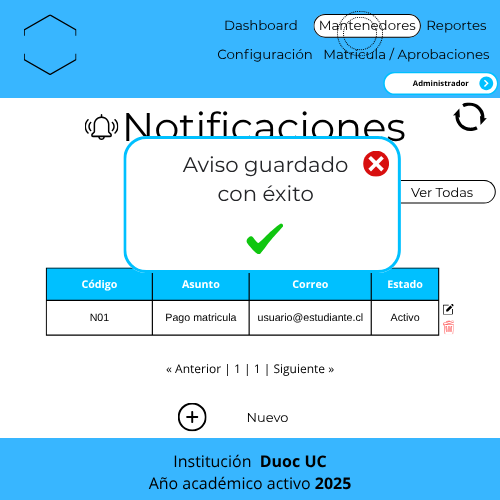 Dashboard Mantenedores Reportes
Configuración Matrícula / Aprobaciones
Administrador
Notificaciones
Aviso guardado
con éxito
Ver Todas
Código Asunto Correo Estado
N01 Pago matricula usuario@estudiante.cl Activo
« Anterior | 1 | 1 | Siguiente »
Nuevo
Institución Duoc UC
Año académico activo 2025